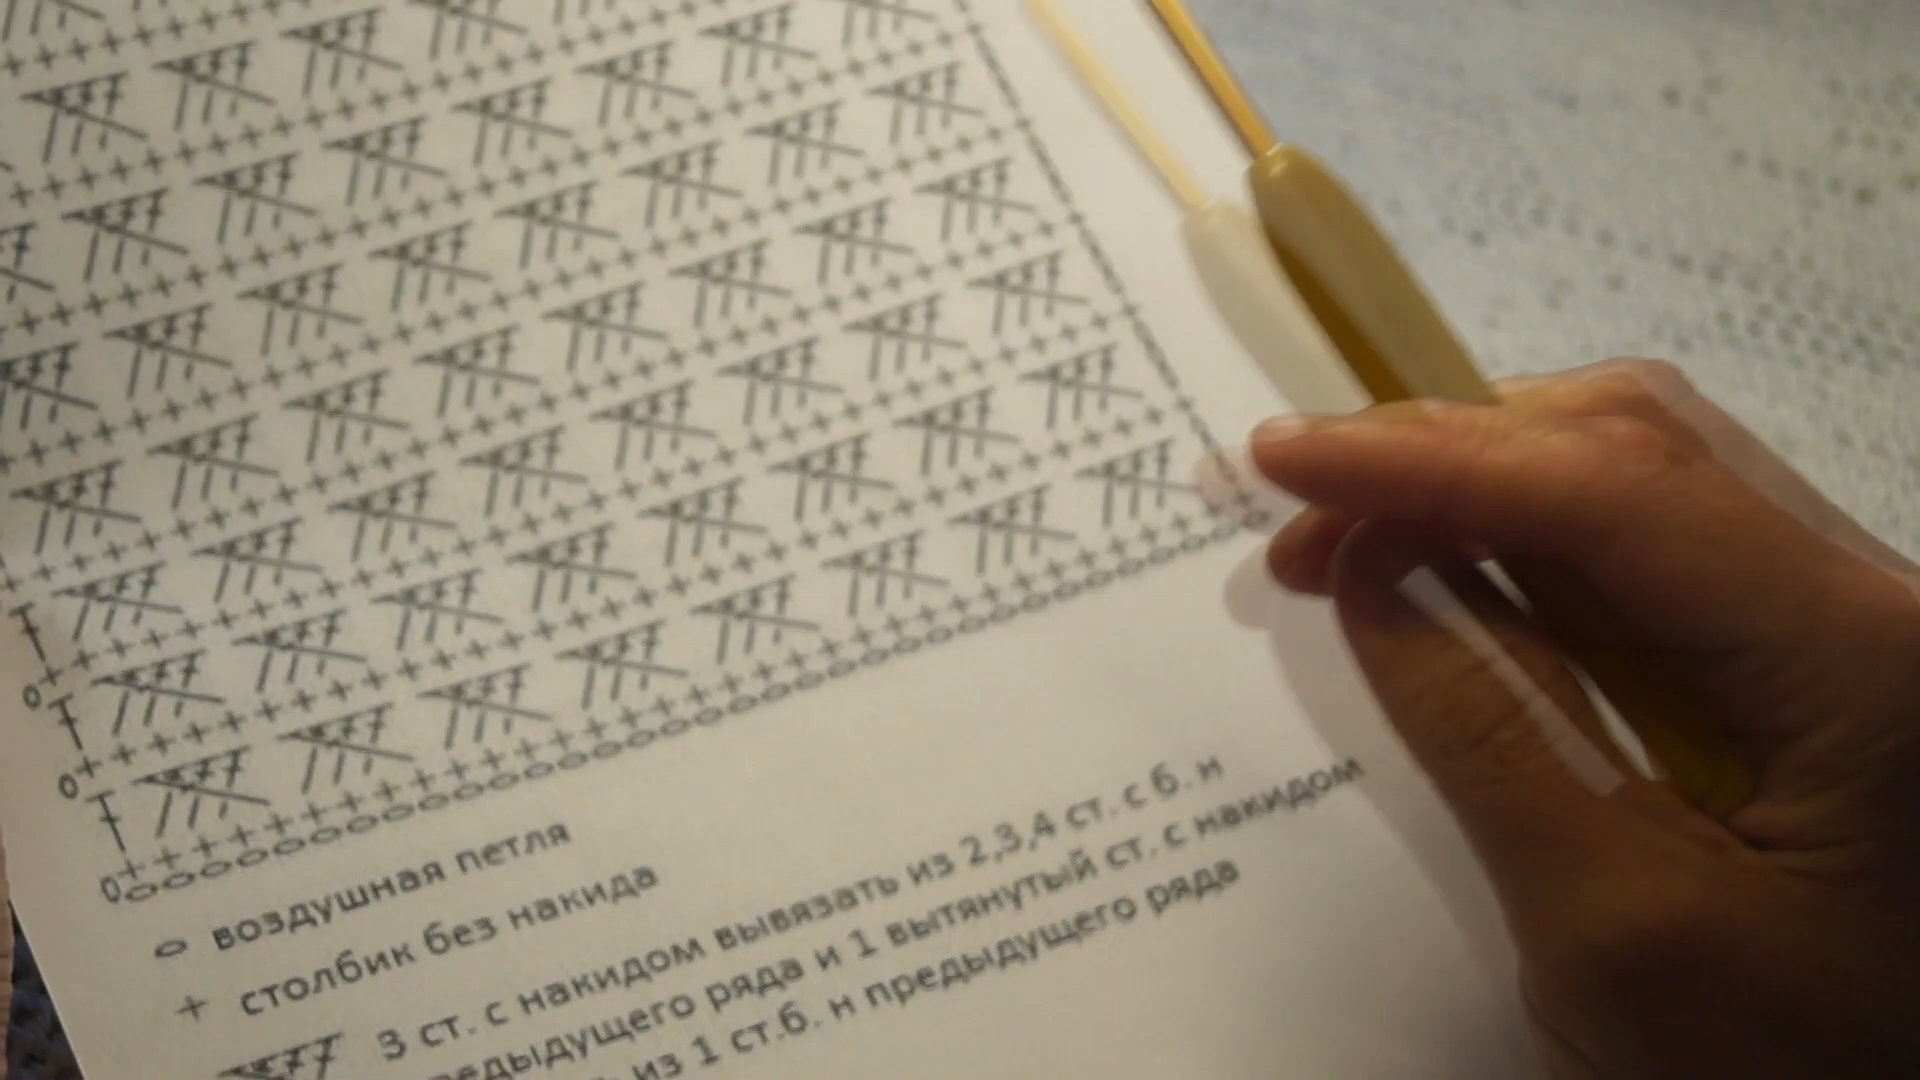 воздушная петля
столбик без накида
3 ст. с накидом вывязать из 2,3,4 ст. с б. н
ряда и 1 вытянутый ст. с накидом
из 1 ст.б. н предыдущего ряда